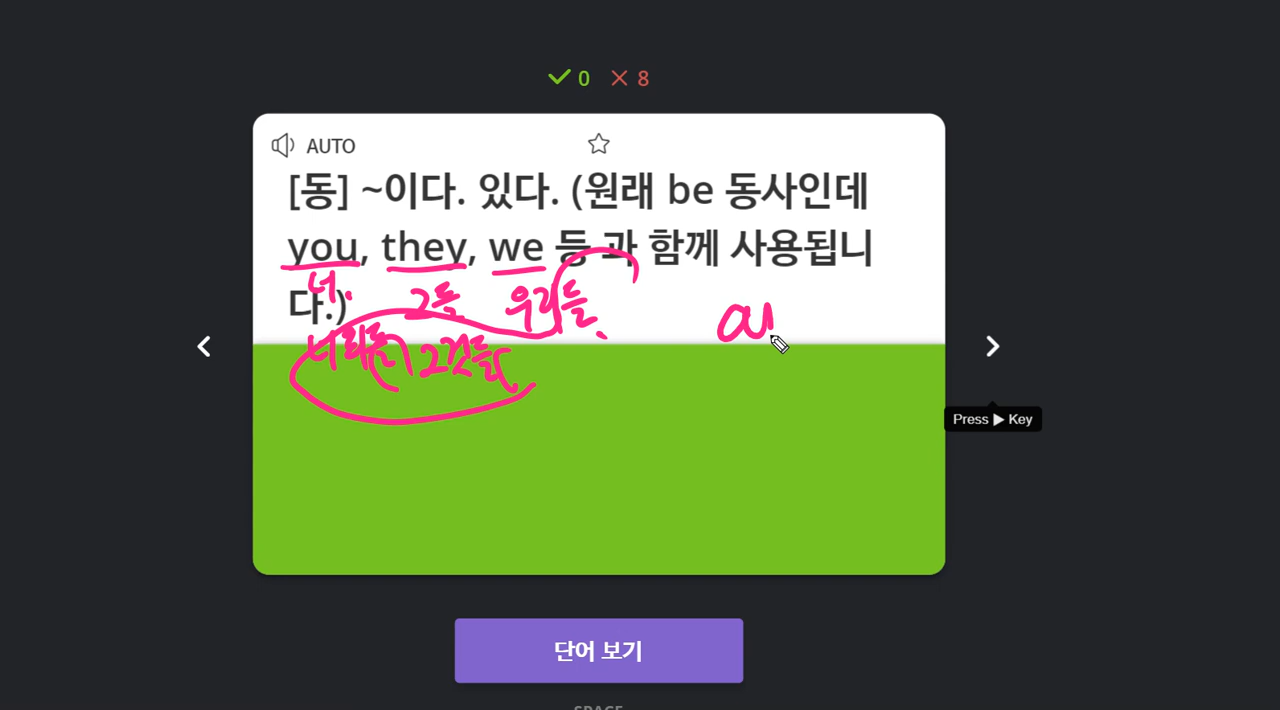 0 8
AUTO
[동] ~이다. 있다. (원래 be 동사인데
you, they, we 등 과 함께 사용됩니
다.)
너. 그들 우리들.
너희들 그것들
Press ▶ Key
단어 보기
SPACE